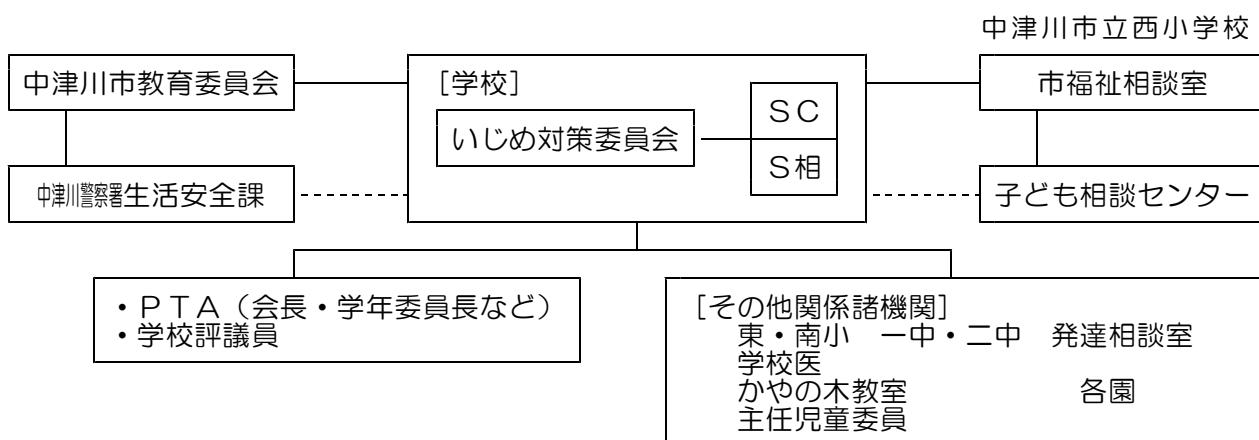 中津川市立西小学校
中津川市教育委員会
[学校]
いじめ対策委員会
ＳＣ
Ｓ相
市福祉相談室
中津川警察署生活安全課
子ども相談センター
・ＰＴＡ（会長・学年委員長など）
・学校評議員
[その他関係諸機関]
東・南小　一中・二中　発達相談室
学校医
かやの木教室　　　　　　各園
主任児童委員